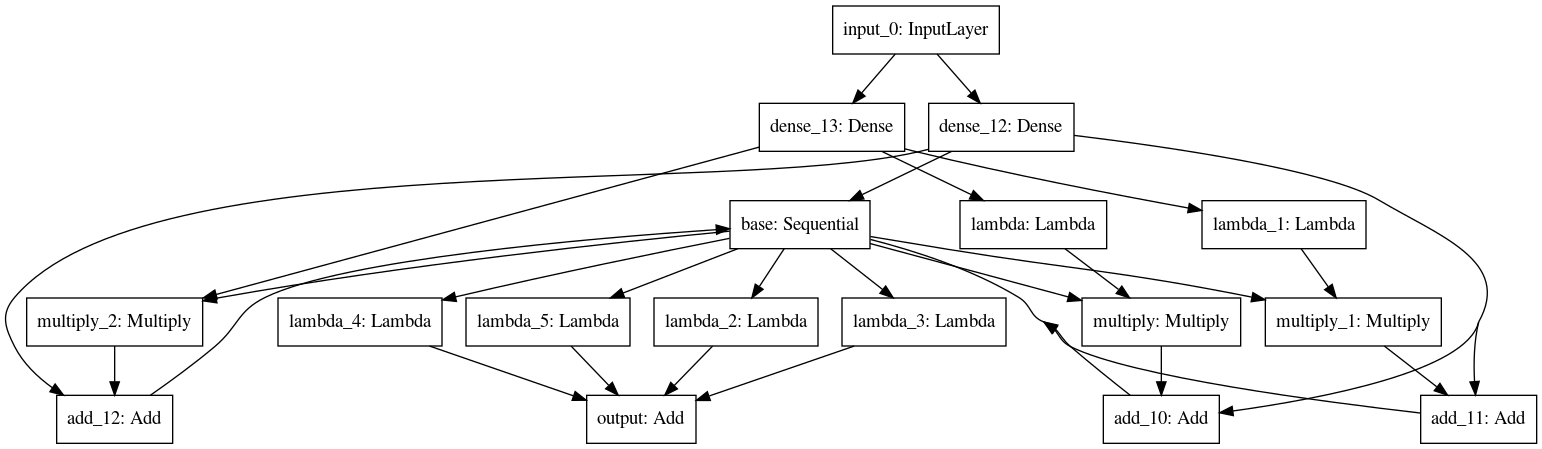 input_0: InputLayer
dense_13: Dense
dense_12: Dense
base: Sequential
lambda: Lambda
lambda_1: Lambda
multiply_2: Multiply
lambda_4: Lambda
lambda_5: Lambda
lambda_2: Lambda
lambda_3: Lambda
multiply: Multiply
multiply_1: Multiply
add_12: Add
output: Add
add_10: Add
add_11: Add